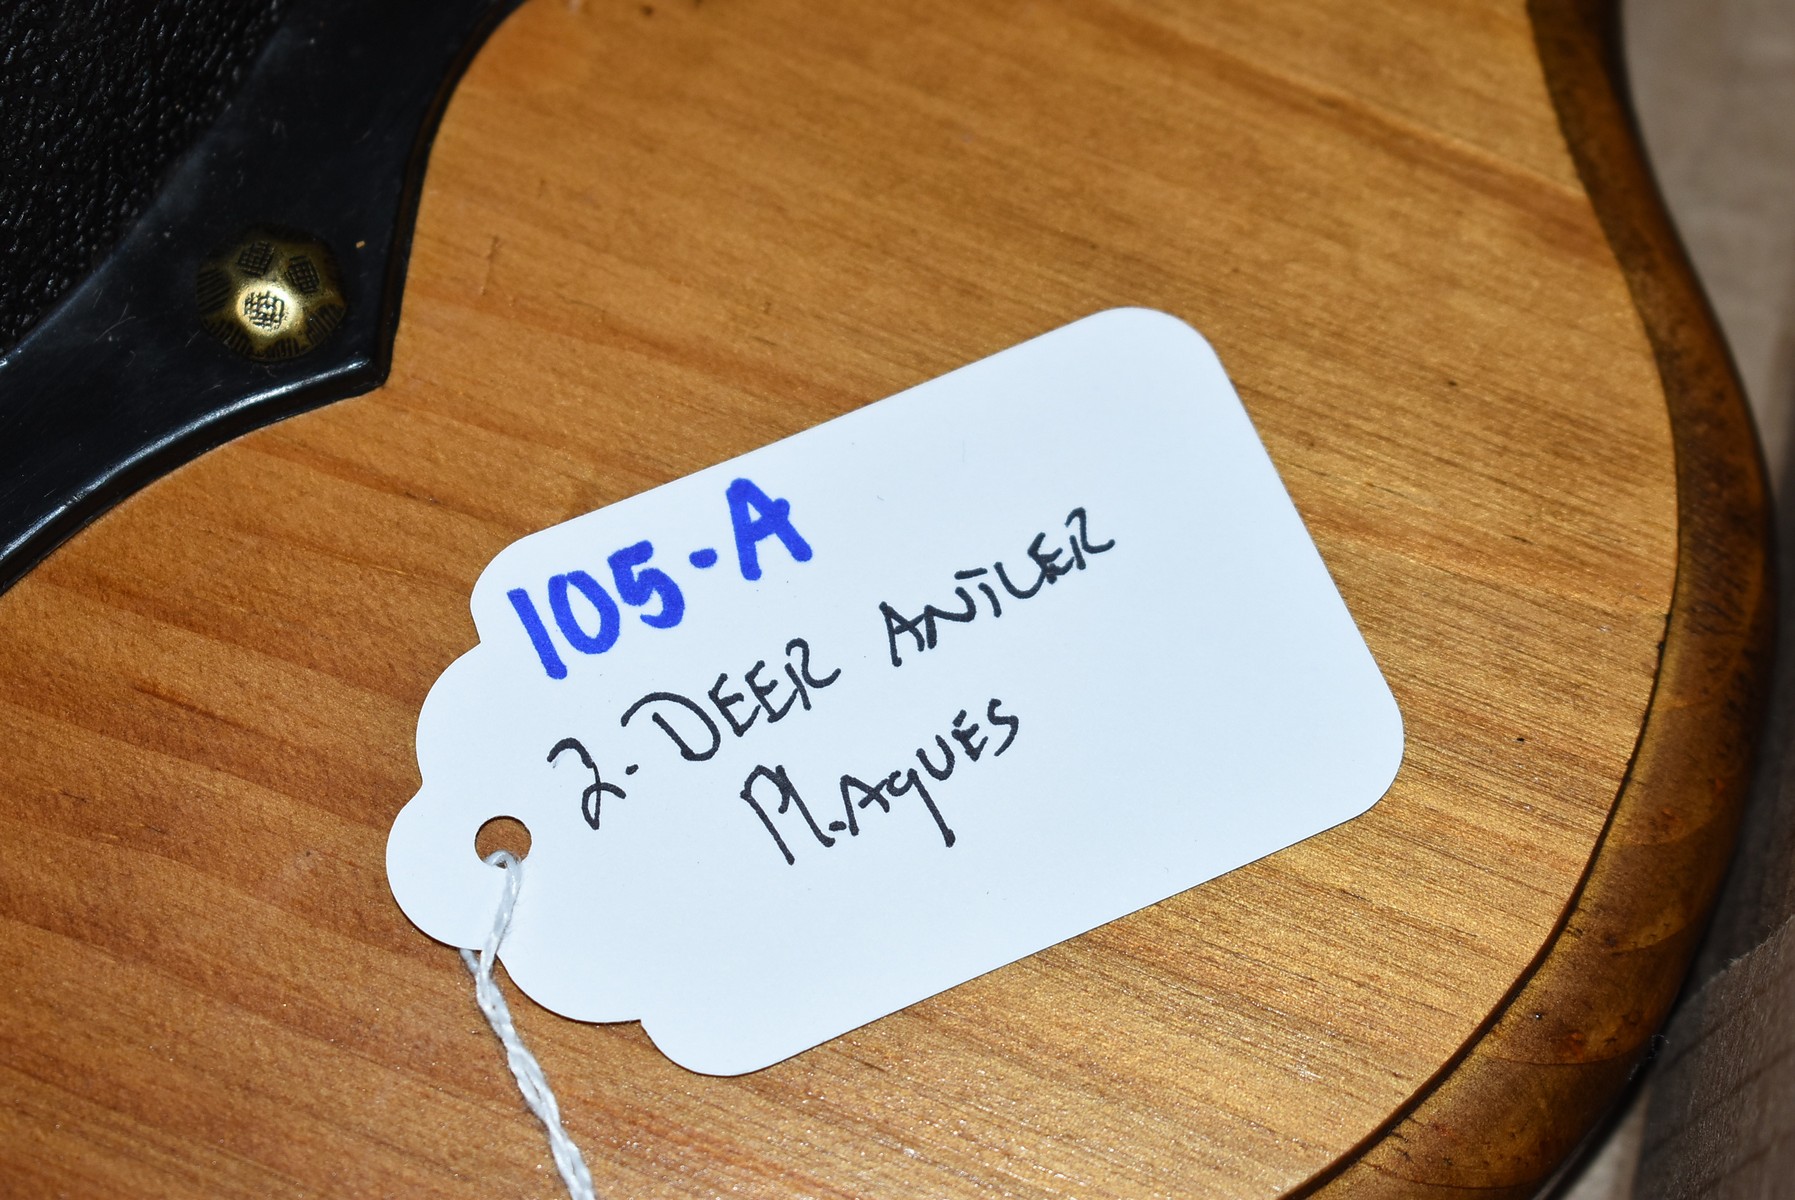 105-A
2-DEER ANTLER
PLAQUES